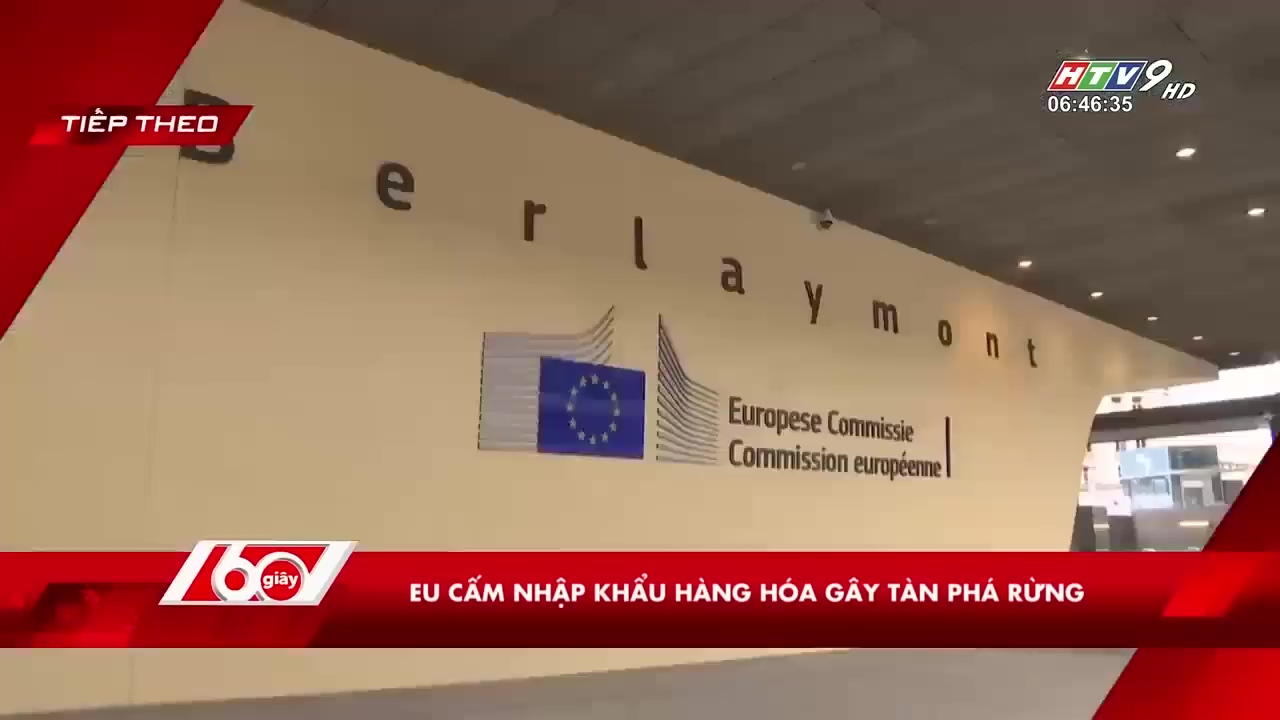 HTV9 HD
06:46:35
TIẾP THEO
Berlaymont
Europese Commissie
Commission européenne
60 giây
EU CẤM NHẬP KHẨU HÀNG HÓA GÂY TÀN PHÁ RỪNG